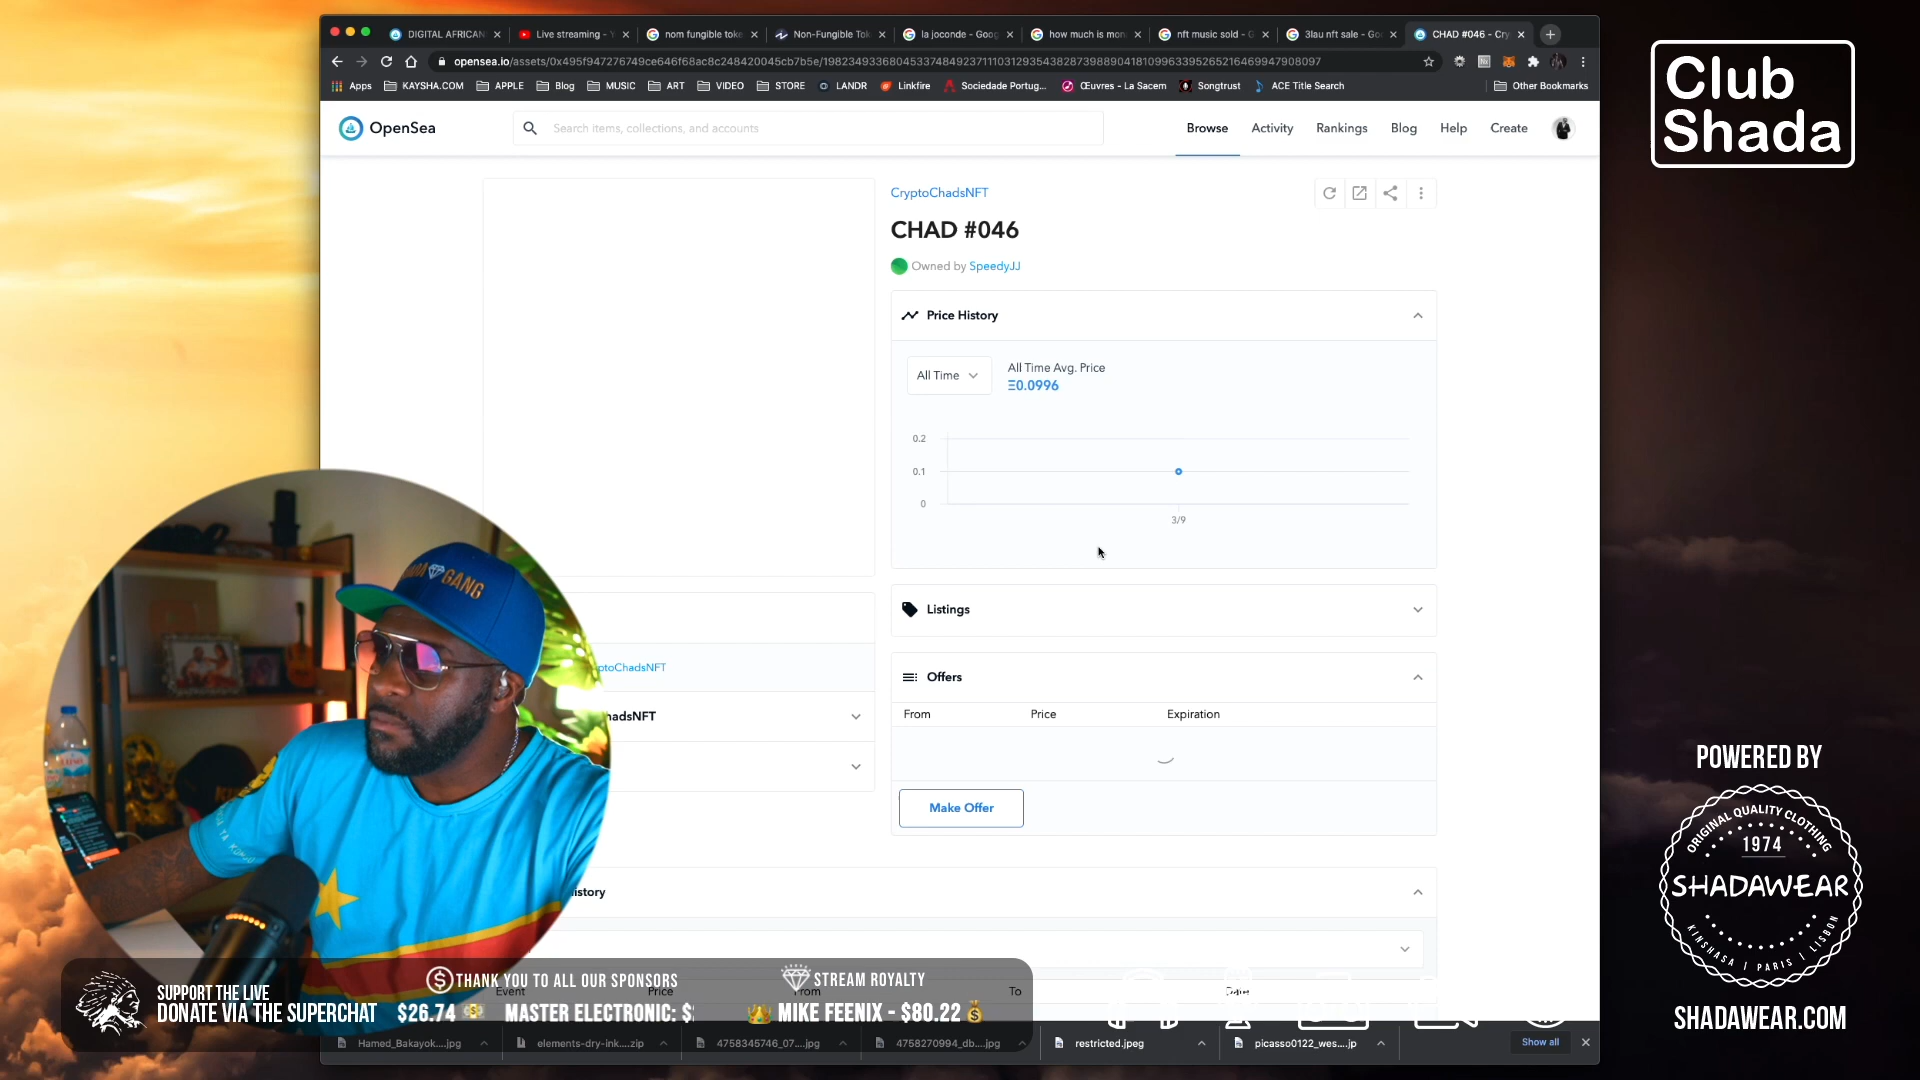 DIGITAL AFRICAN
Live streaming - Y
nom fungible toke
Non-Fungible Tok
la joconde - Goog
how much is mon
nft music sold - G
3lau nft sale - Goo
CHAD #046 - Cry
opensea.io/assets/0x495f947276749ce646f68ac8c248420045cb7b5e/19823493368045337484923711103129354382873988904181099633952652164699479080​97
Apps
KAYSHA.COM
APPLE
Blog
MUSIC
ART
VIDEO
STORE
LANDR
Linkfire
Sociedade Portug...
Œuvres - La Sacem
Songtrust
ACE Title Search
Other Bookmarks
OpenSea
Search items, collections, and accounts
Browse
Activity
Rankings
Blog
Help
Create
CryptoChadsNFT
CHAD #046
Owned by SpeedyJJ
Price History
All Time
All Time Avg. Price
Ξ0.0996
0.2
0.1
0
3/9
Listings
Offers
From Price Expiration
Make Offer
ptoChadsNFT
hadsNFT
istory
Event Price From To Date
Club
Shada
GANG
SUPPORT THE LIVE
DONATE VIA THE SUPERCHAT
THANK YOU TO ALL OUR SPONSORS
$26.74 MASTER ELECTRONIC: $
STREAM ROYALTY
MIKE FEENIX - $80.22
Hamed_Bakayok....jpg
elements-dry-ink....zip
4758345746_07....jpg
4758270994_db....jpg
restricted.jpeg
picasso0122_wes....jp
Show all
POWERED BY
ORIGINAL QUALITY CLOTHING
1974
SHADAWEAR
KINSHASA | PARIS | LISBON
SHADAWEAR.COM